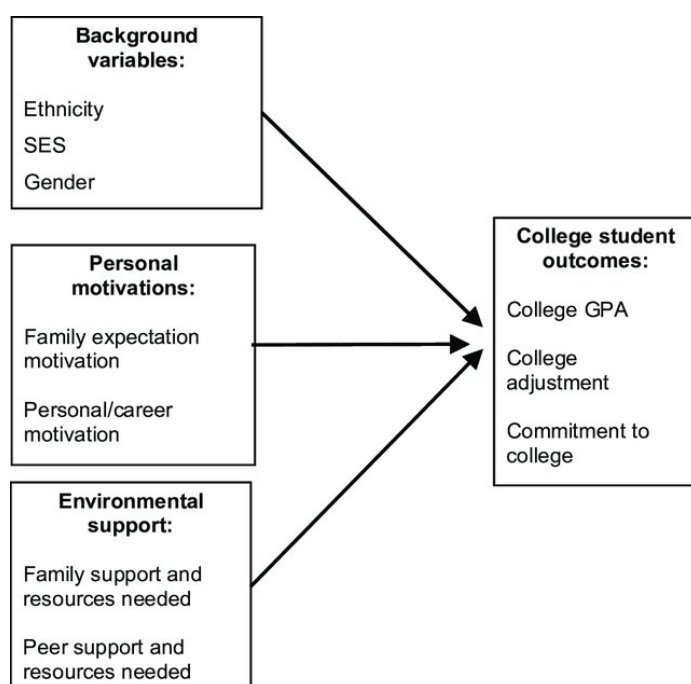 Background
variables:
Ethnicity
SES
Gender
Personal
motivations:
Family expectation
motivation
Personal/career
motivation
Environmental
support:
Family support and
resources needed
Peer support and
resources needed
College student
outcomes:
College GPA
College
adjustment
Commitment to
college